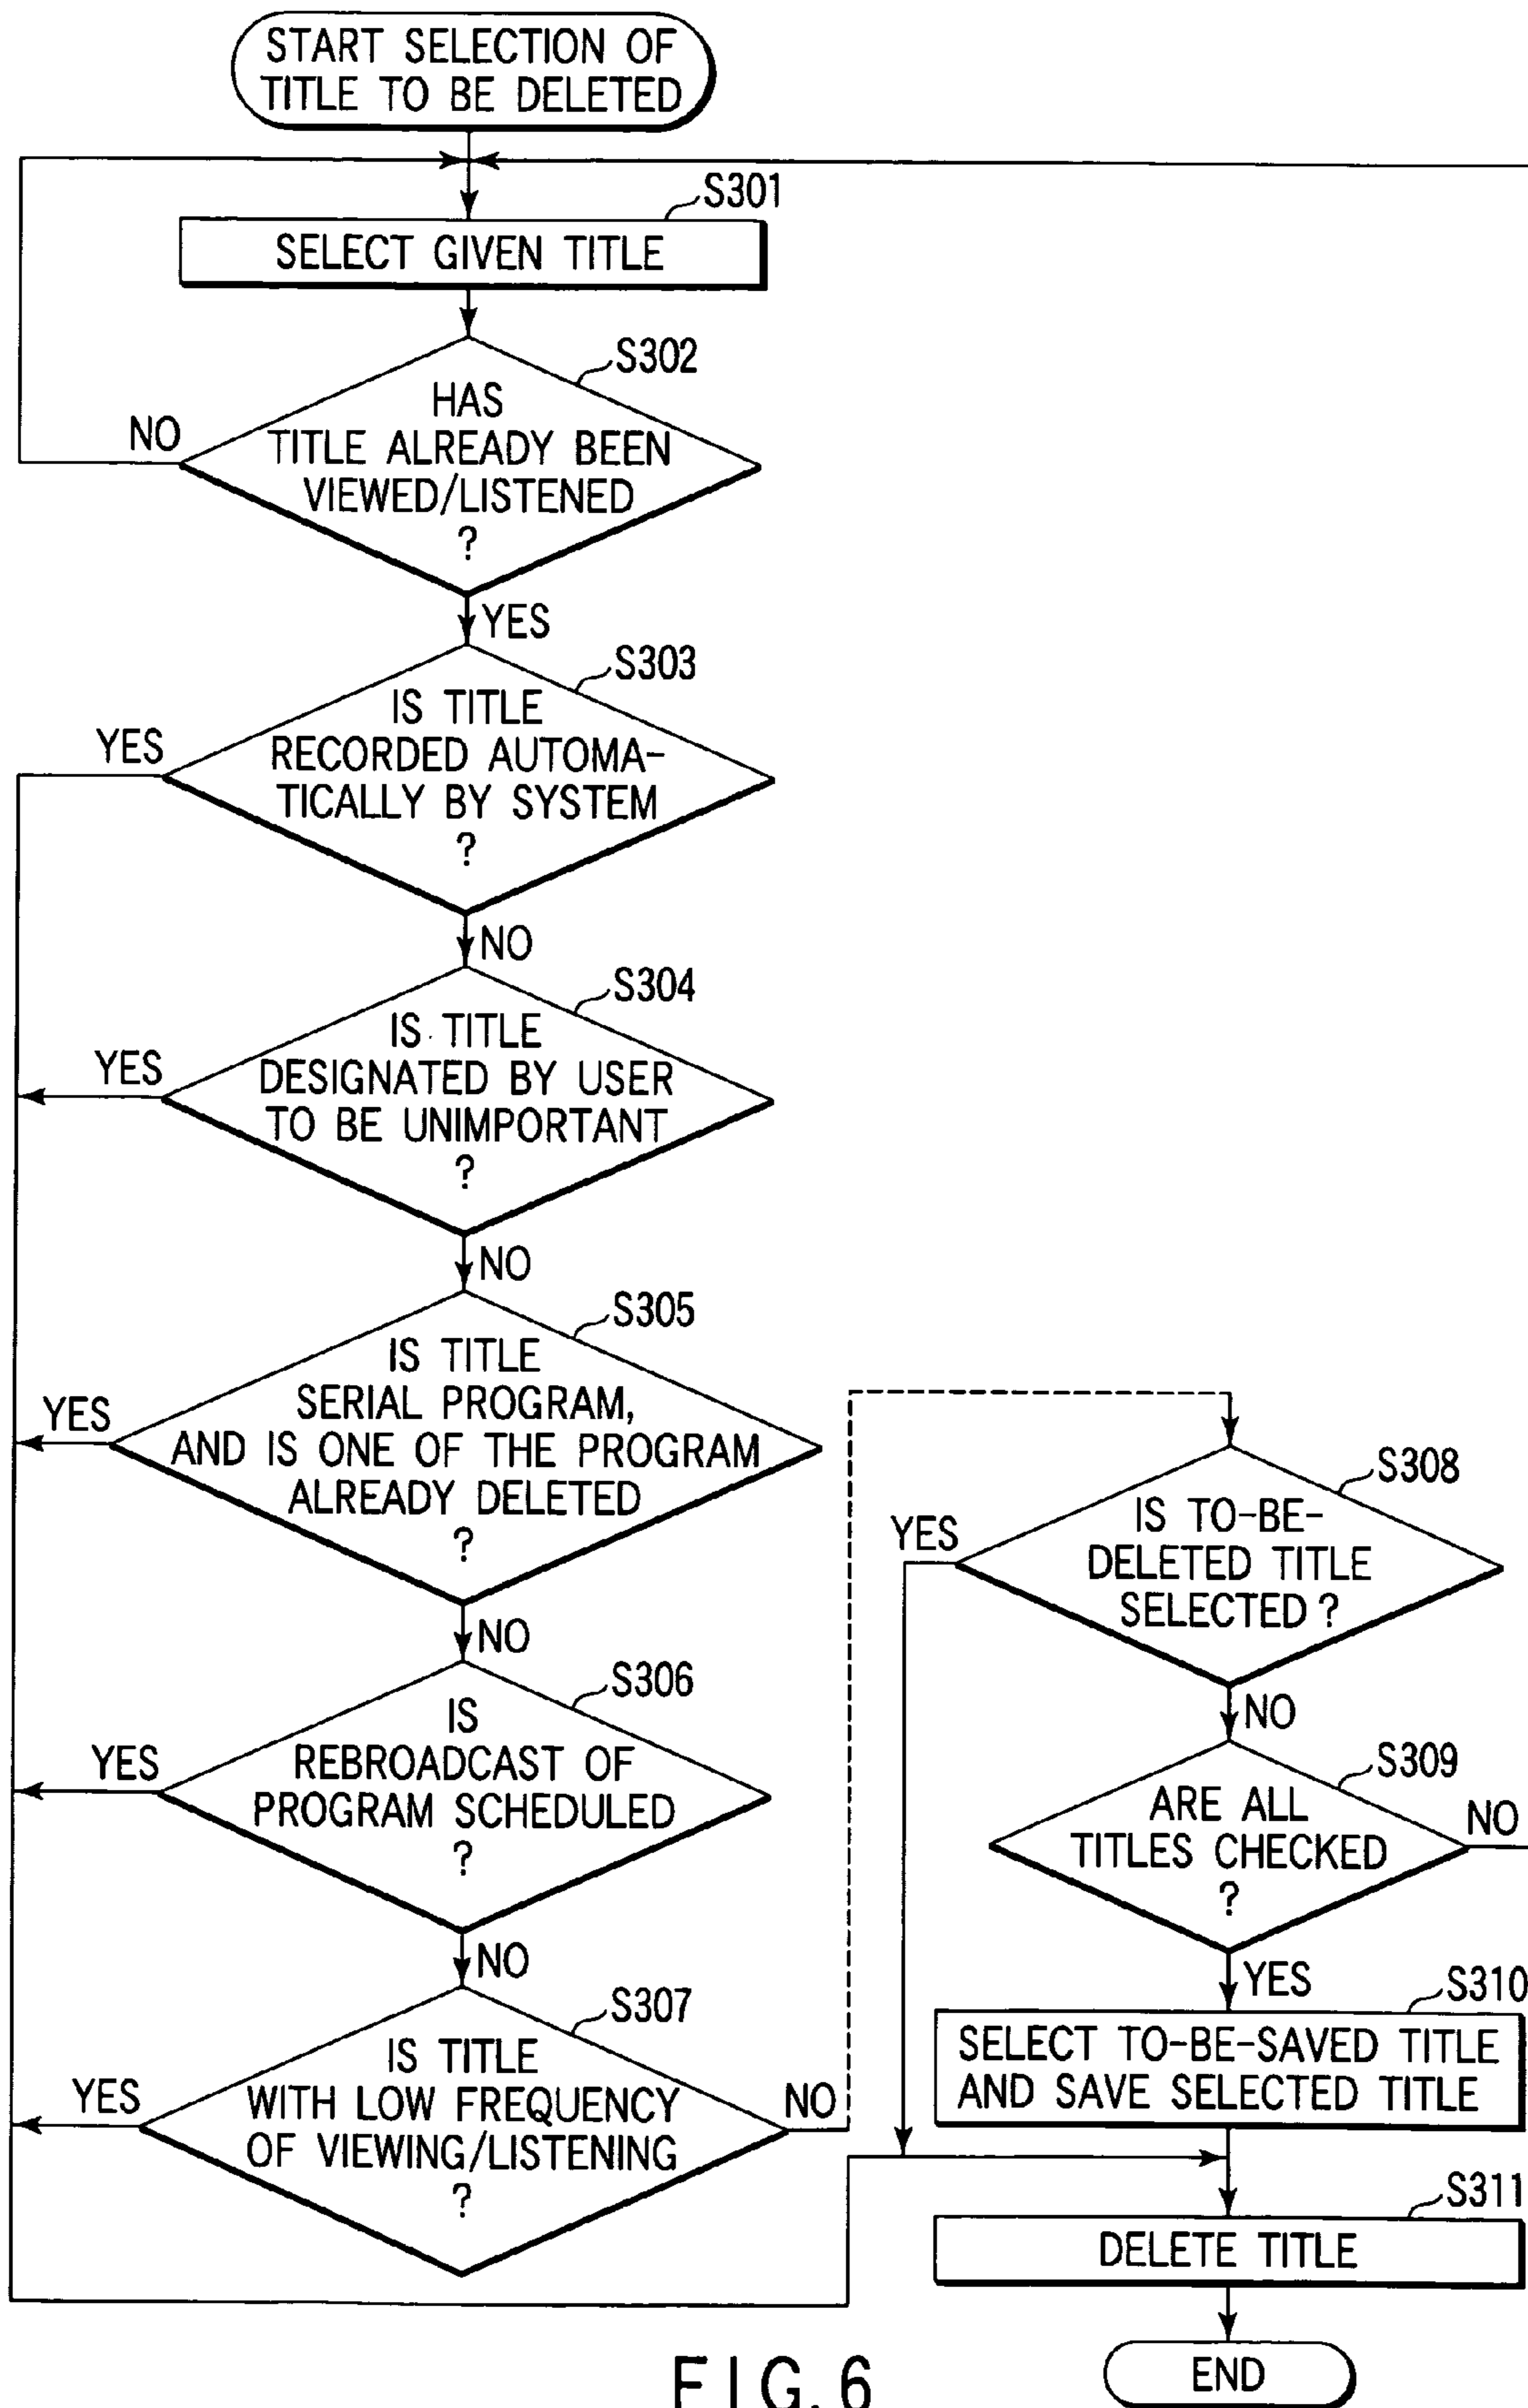 START SELECTION OF
TITLE TO BE DELETED
S301
SELECT GIVEN TITLE
S302
HAS
TITLE ALREADY BEEN
VIEWED/LISTENED
?
NO
YES
S303
IS TITLE
RECORDED AUTOMA-
TICALLY BY SYSTEM
?
YES
NO
S304
IS TITLE
DESIGNATED BY USER
TO BE UNIMPORTANT
?
YES
NO
S305
IS TITLE
SERIAL PROGRAM,
AND IS ONE OF THE PROGRAM
ALREADY DELETED
?
YES
NO
S306
IS
REBROADCAST OF
PROGRAM SCHEDULED
?
YES
NO
S307
IS TITLE
WITH LOW FREQUENCY
OF VIEWING/LISTENING
?
YES
NO
S308
IS TO-BE-
DELETED TITLE
SELECTED ?
YES
NO
S309
ARE ALL
TITLES CHECKED
?
NO
YES
S310
SELECT TO-BE-SAVED TITLE
AND SAVE SELECTED TITLE
S311
DELETE TITLE
END
FIG. 6